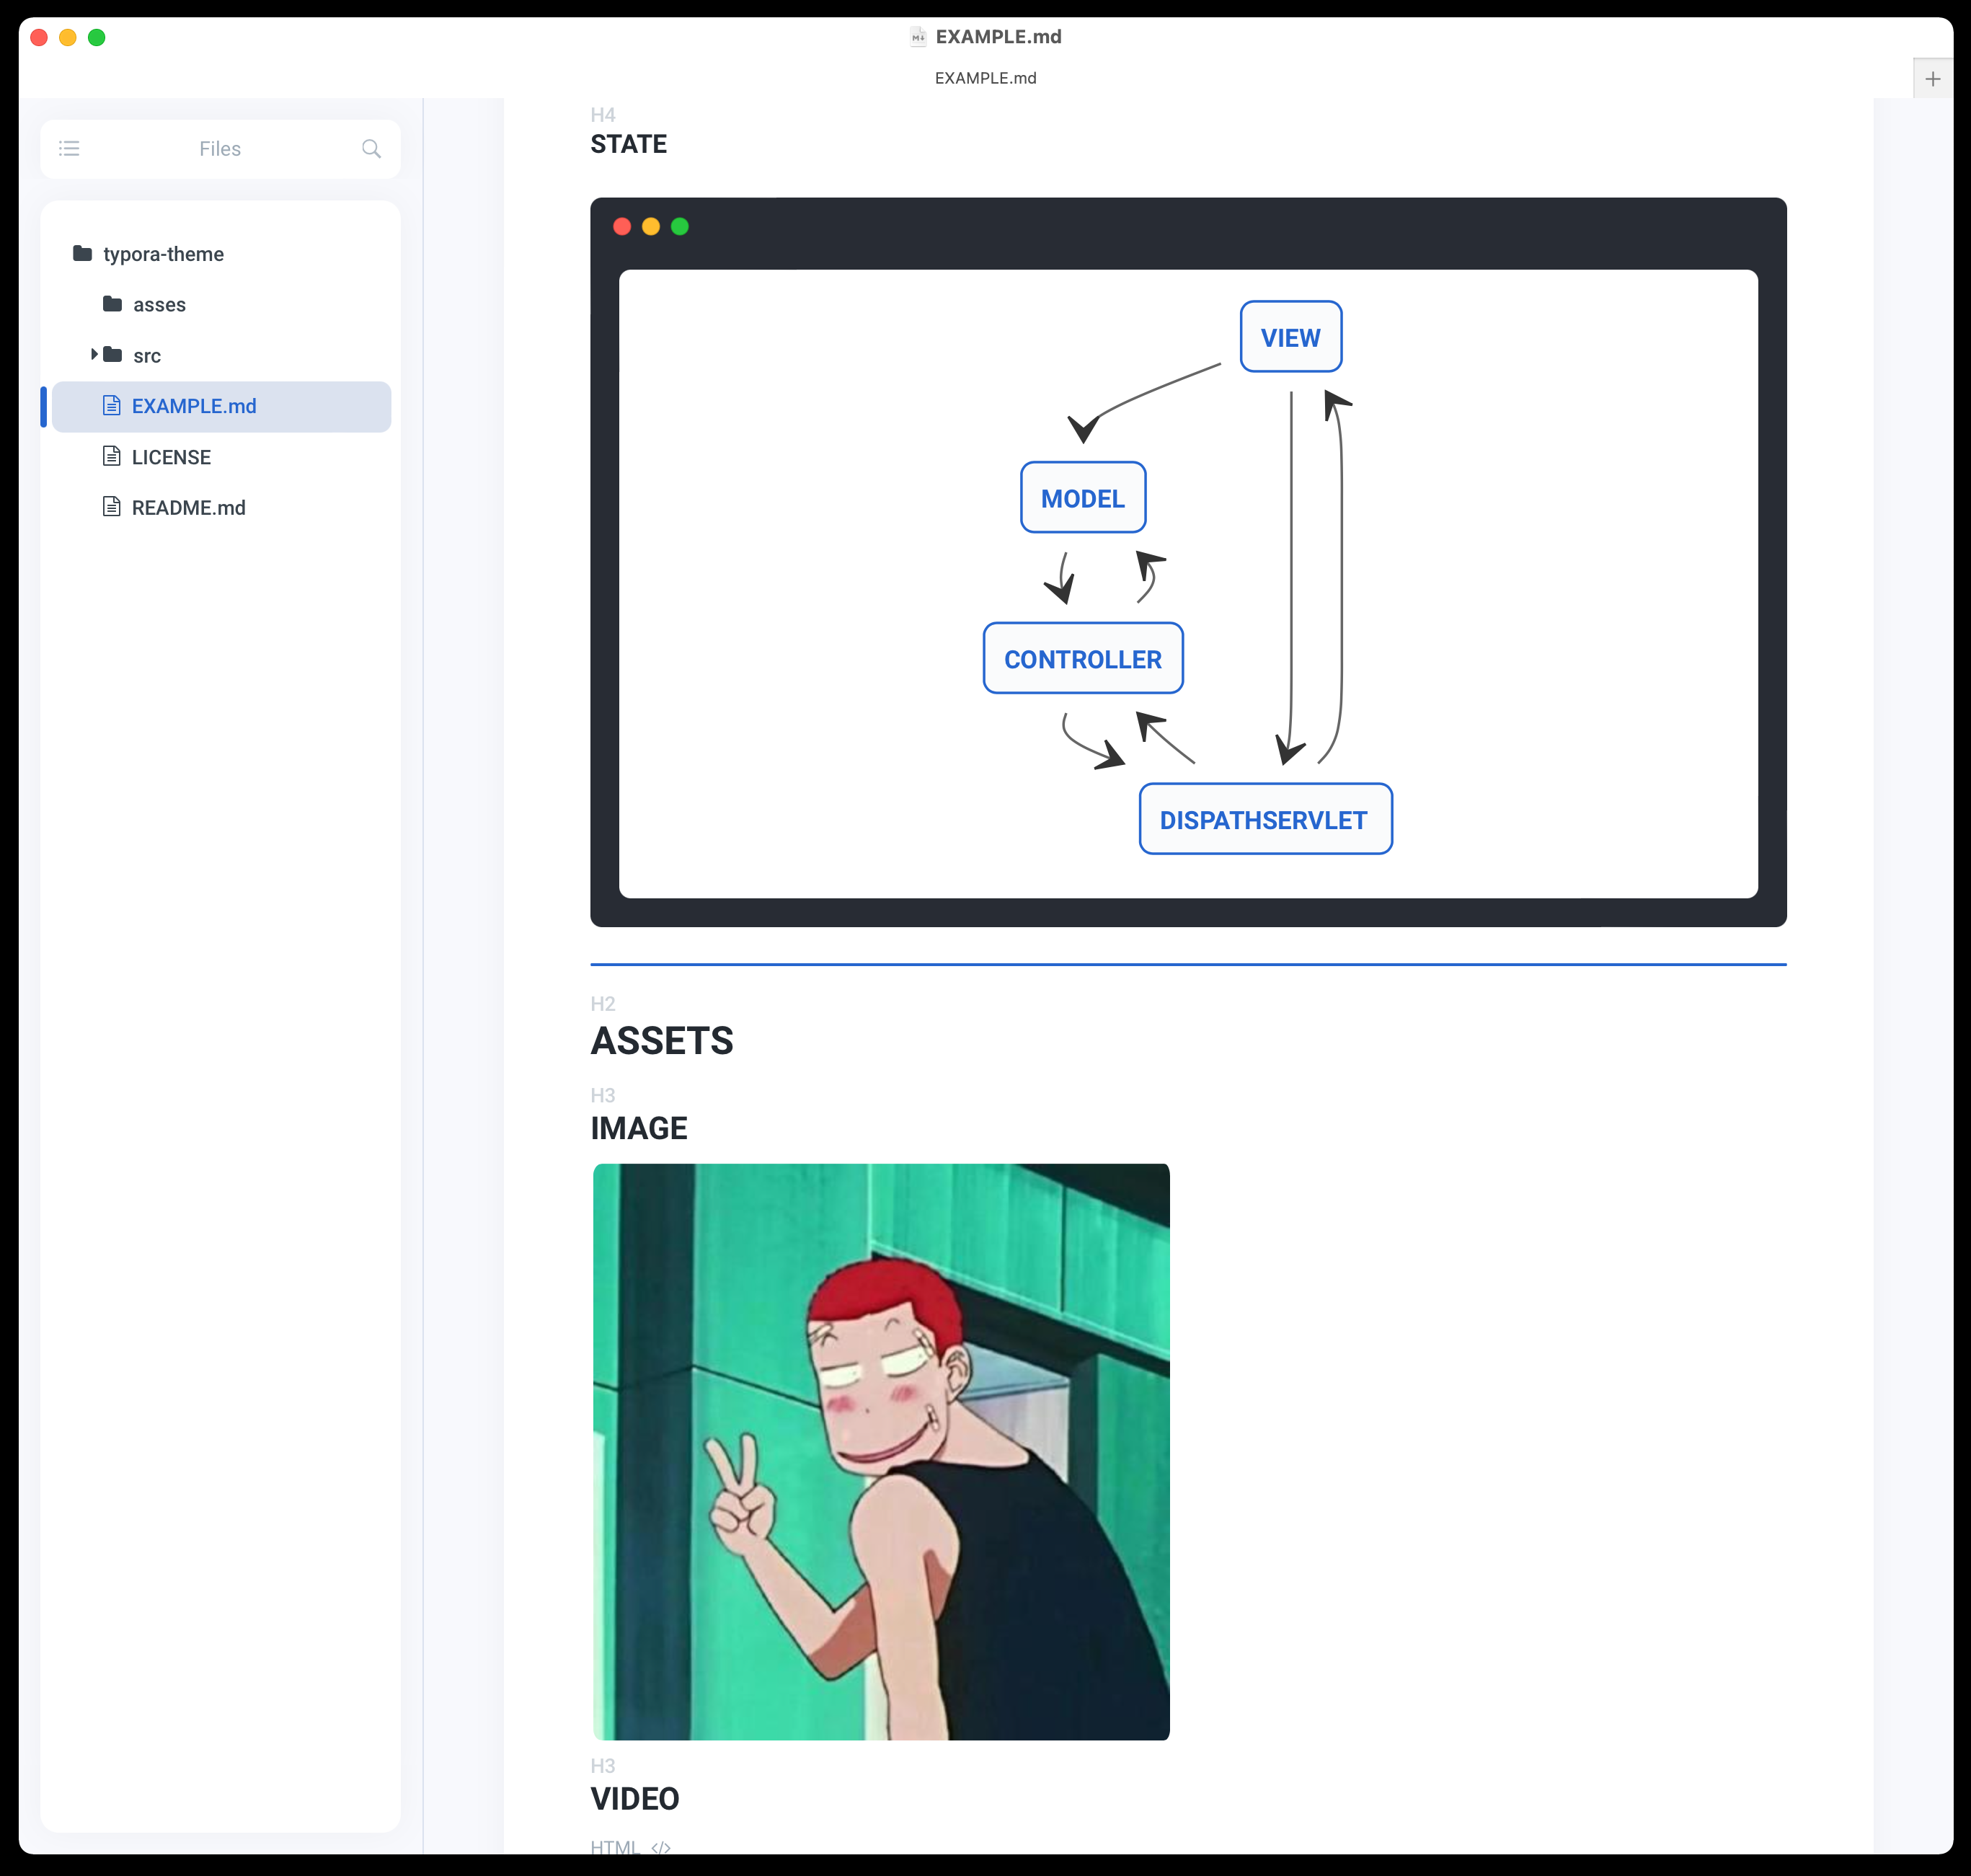 EXAMPLE.md
EXAMPLE.md
Files
typora-theme
asses
src
EXAMPLE.md
LICENSE
README.md
H4
STATE
VIEW
MODEL
CONTROLLER
DISPATHSERVLET
H2
ASSETS
H3
IMAGE
H3
VIDEO
HTML </>